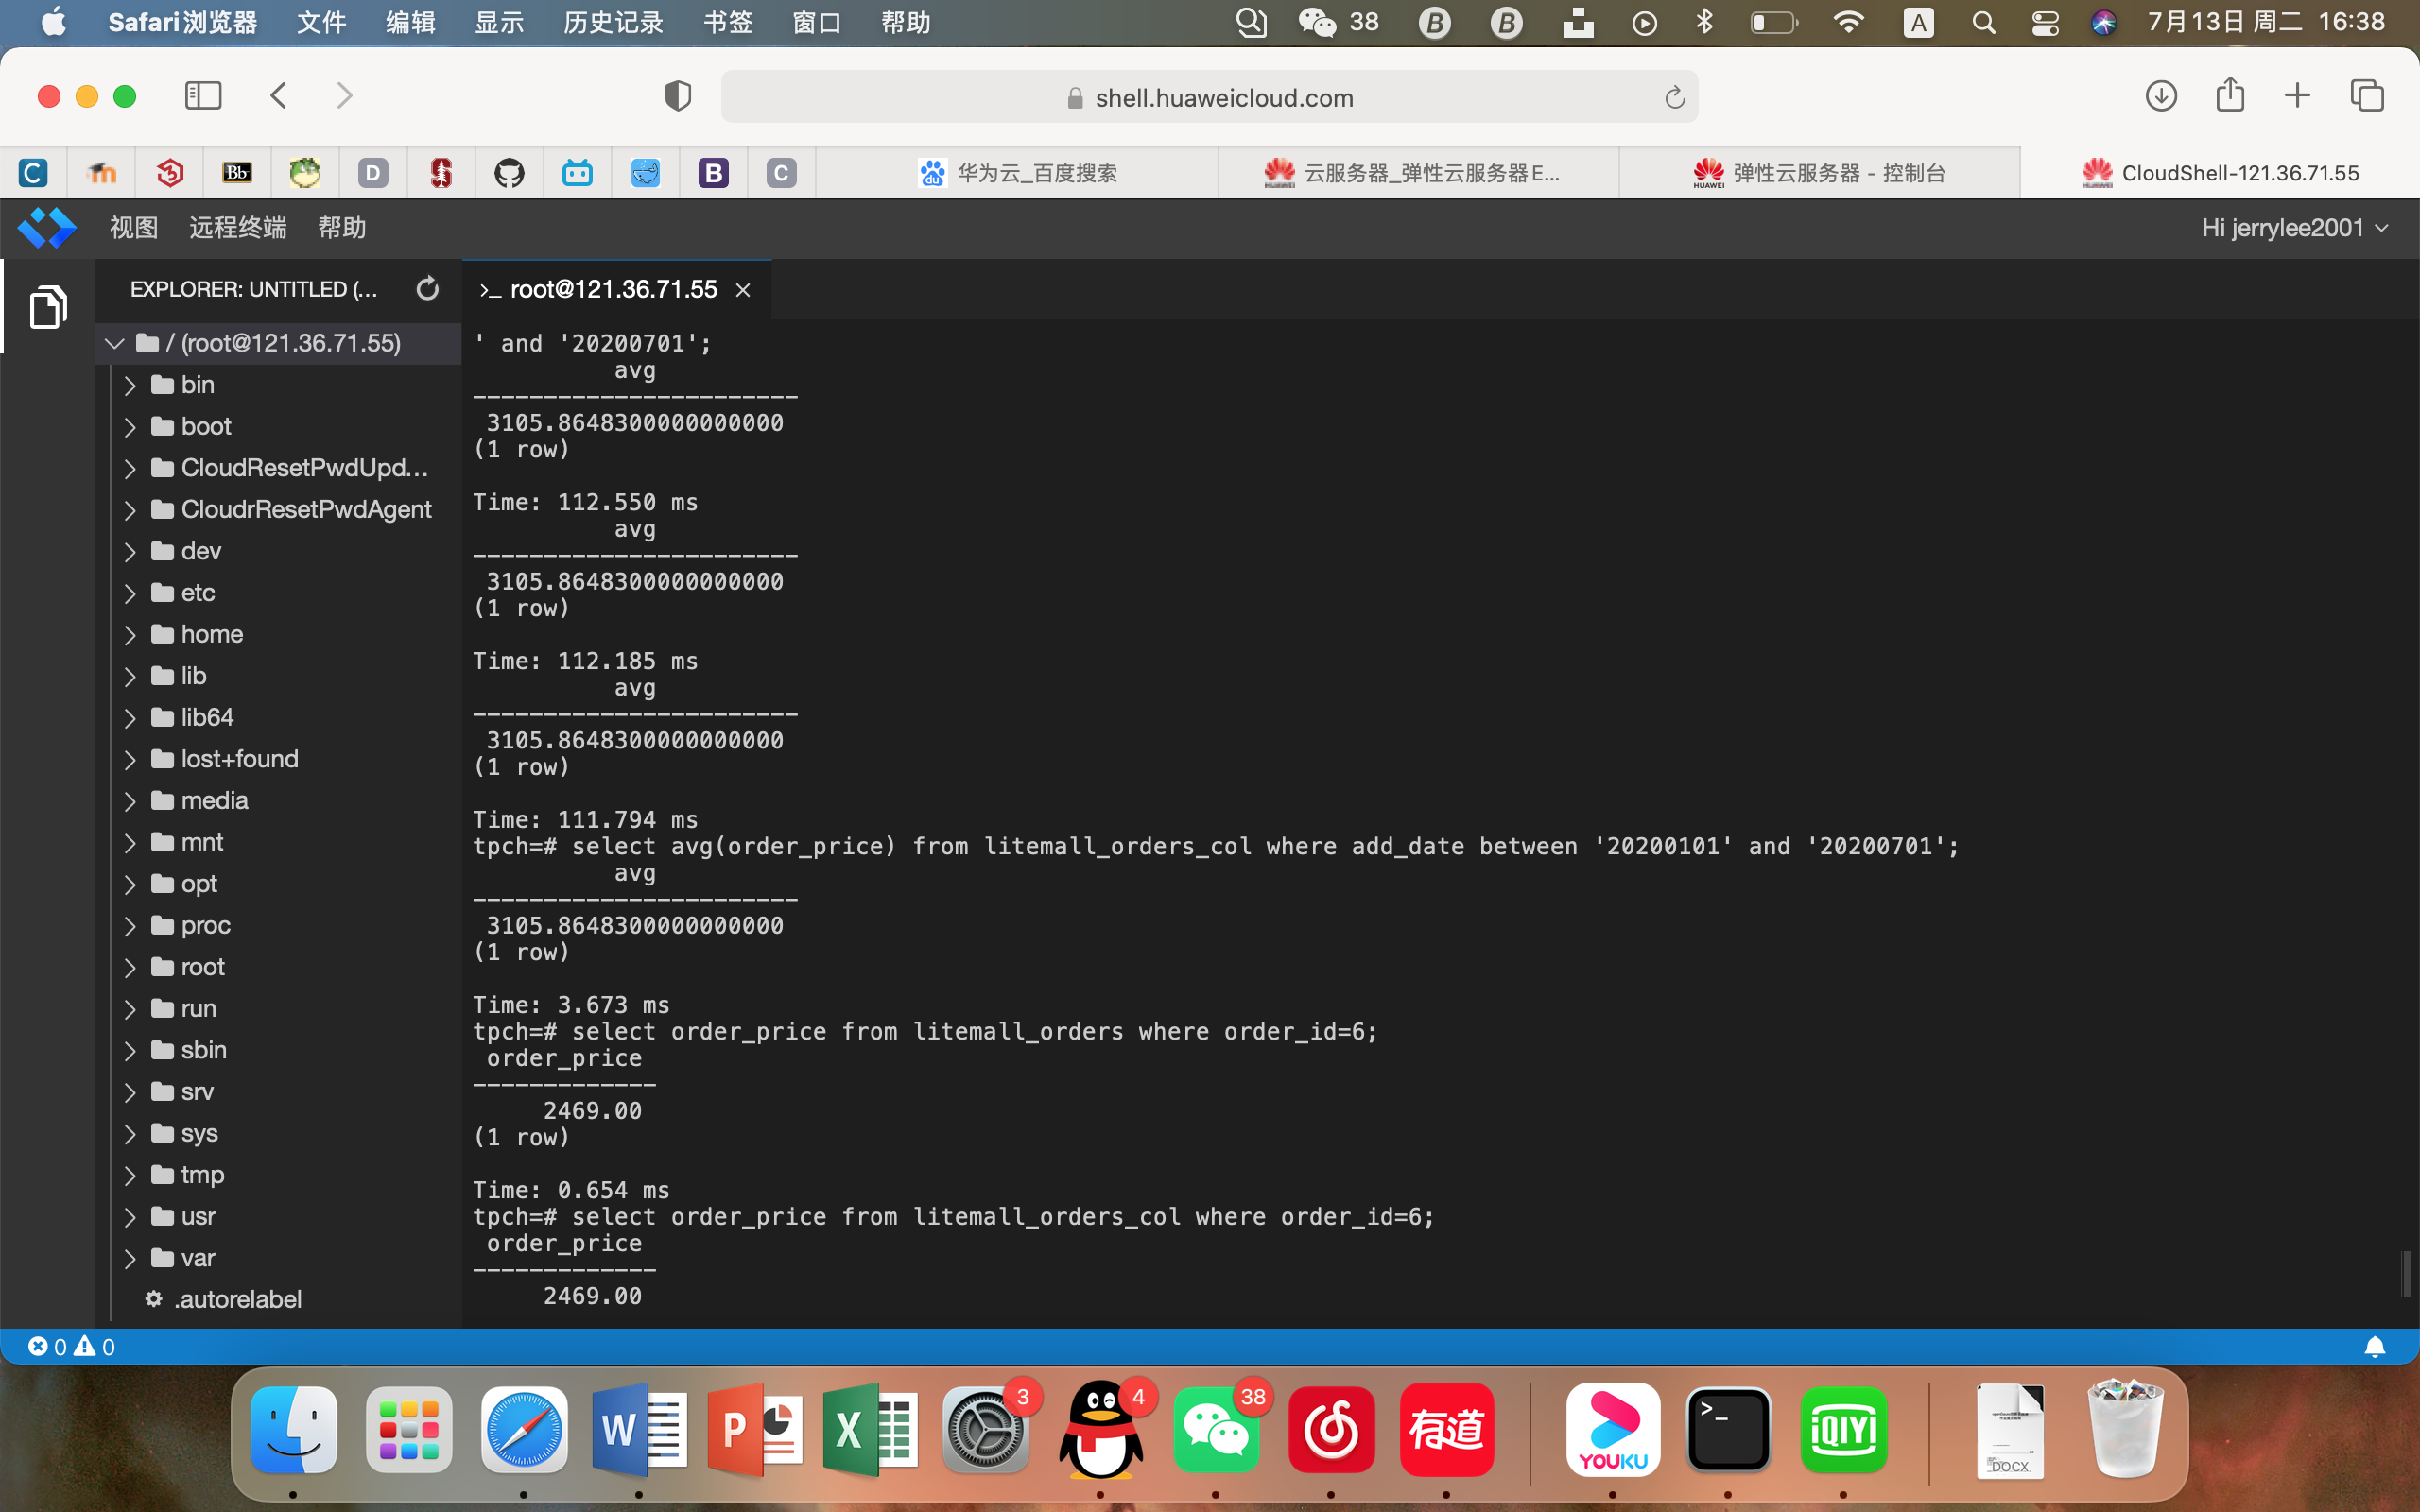 Safari浏览器 文件 编辑 显示 历史记录 书签 窗口 帮助 38 B B A 7月13日 周二 16:38
shell.huaweicloud.com
C Bb D B C du 华为云_百度搜索 HUAWEI 云服务器_弹性云服务器E... HUAWEI 弹性云服务器 - 控制台 HUAWEI CloudShell-121.36.71.55
视图 远程终端 帮助 Hi jerrylee2001
EXPLORER: UNTITLED (...
>_ root@121.36.71.55
/ (root@121.36.71.55)
bin
boot
CloudResetPwdUpd...
CloudrResetPwdAgent
dev
etc
home
lib
lib64
lost+found
media
mnt
opt
proc
root
run
sbin
srv
sys
tmp
usr
var
.autorelabel
' and '20200701';
avg
-----------------------
3105.8648300000000000
(1 row)
Time: 112.550 ms
avg
-----------------------
3105.8648300000000000
(1 row)
Time: 112.185 ms
avg
-----------------------
3105.8648300000000000
(1 row)
Time: 111.794 ms
tpch=# select avg(order_price) from litemall_orders_col where add_date between '20200101' and '20200701';
avg
-----------------------
3105.8648300000000000
(1 row)
Time: 3.673 ms
tpch=# select order_price from litemall_orders where order_id=6;
order_price
-------------
2469.00
(1 row)
Time: 0.654 ms
tpch=# select order_price from litemall_orders_col where order_id=6;
order_price
-------------
2469.00
0 0
W P X 3 4 38 有道 YOUKU >_ iQIYI DOCX